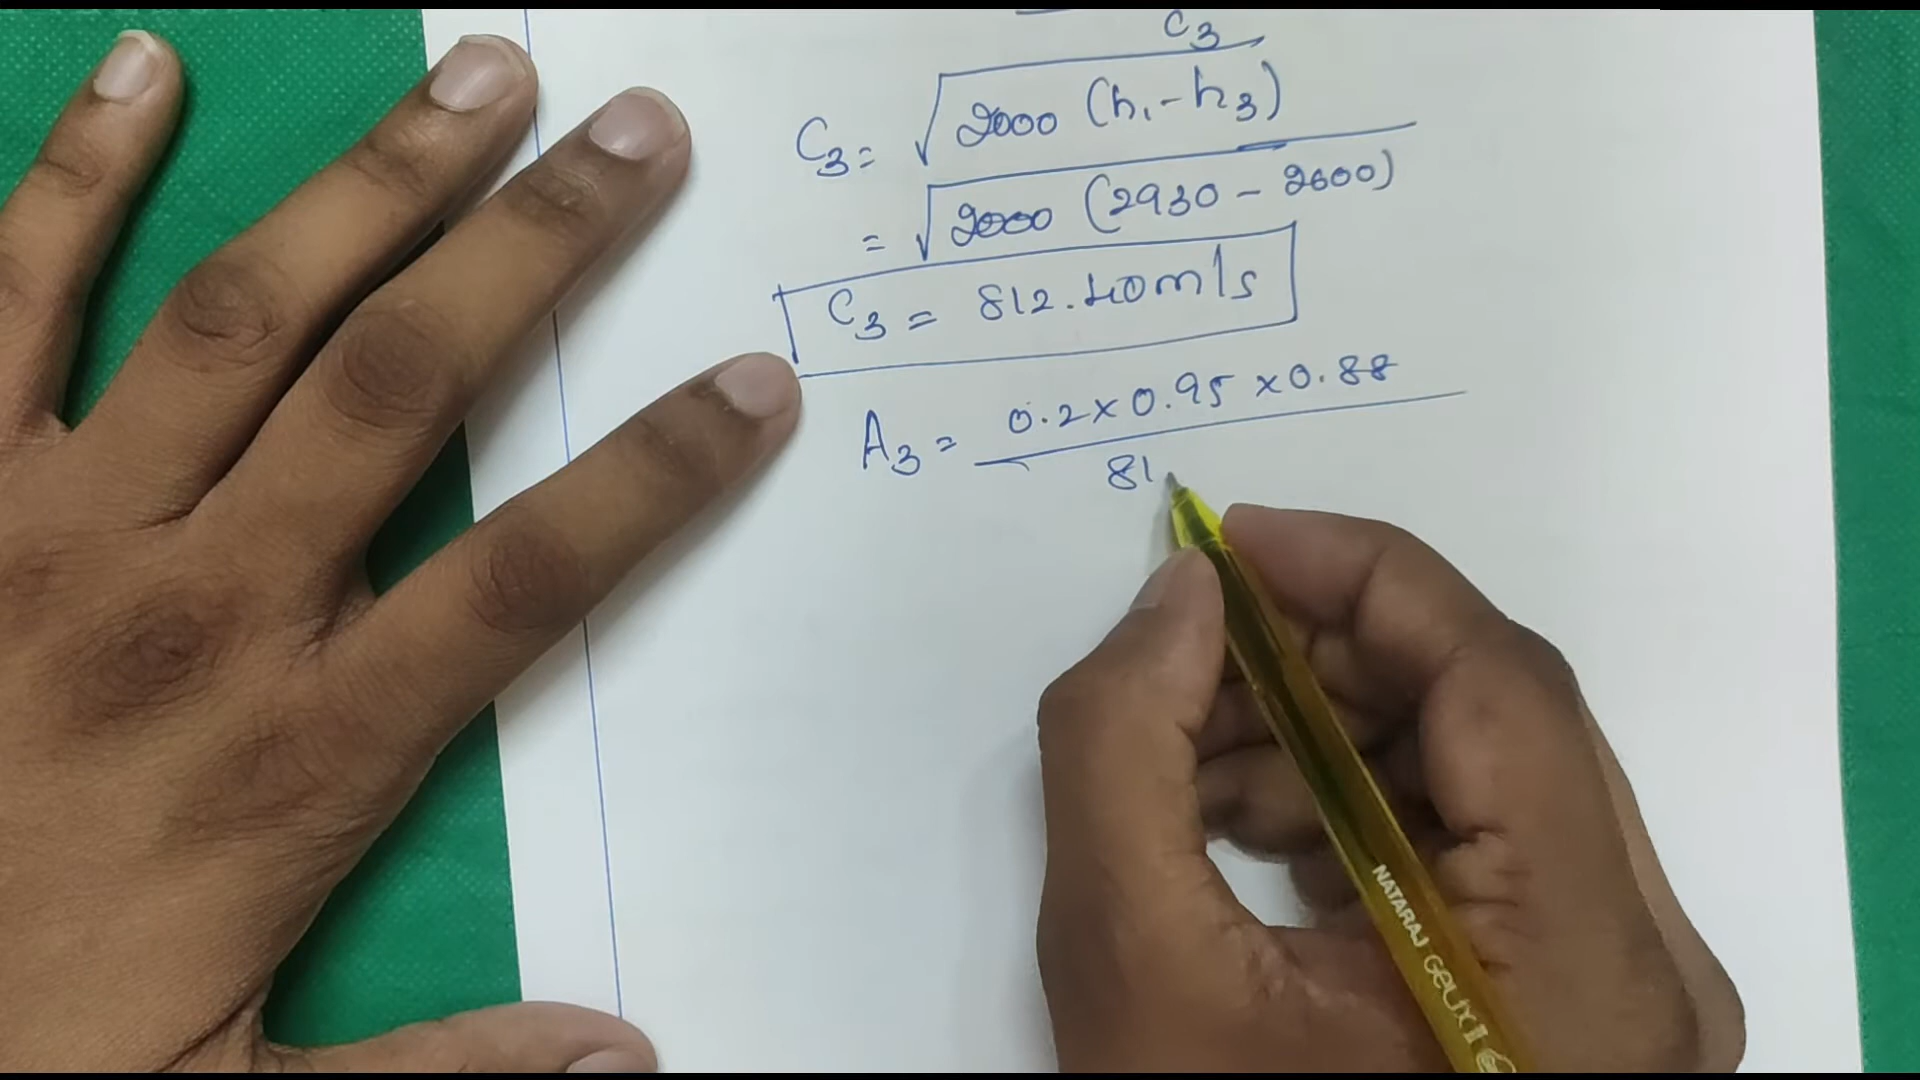 C3
C3 = √2000 (h1 - h3)
= √2000 (2930 - 2600)
C3 = 812.40 m/s
A3 = 0.2 x 0.95 x 0.88
81
NATARAJ Gelix